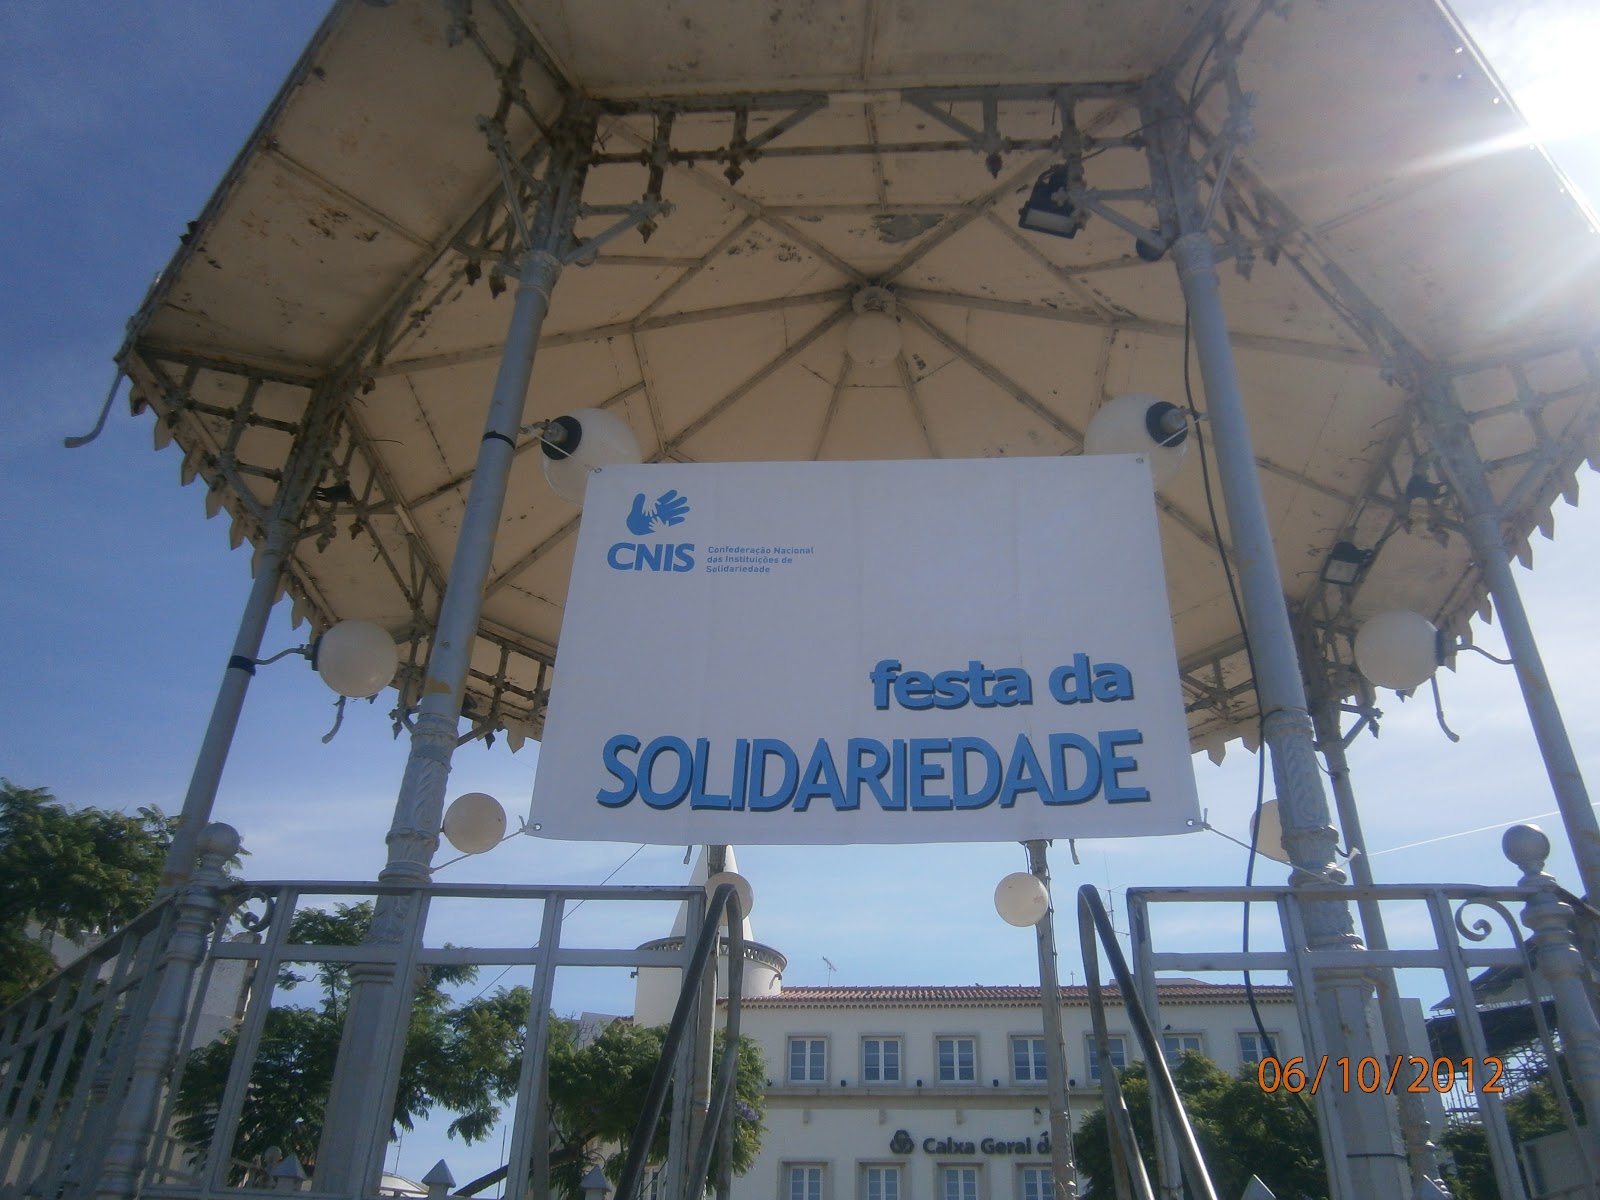 CNIS
Confederação Nacional
das Instituições de
Solidariedade
festa da
SOLIDARIEDADE
Caixa Geral
06/10/2012